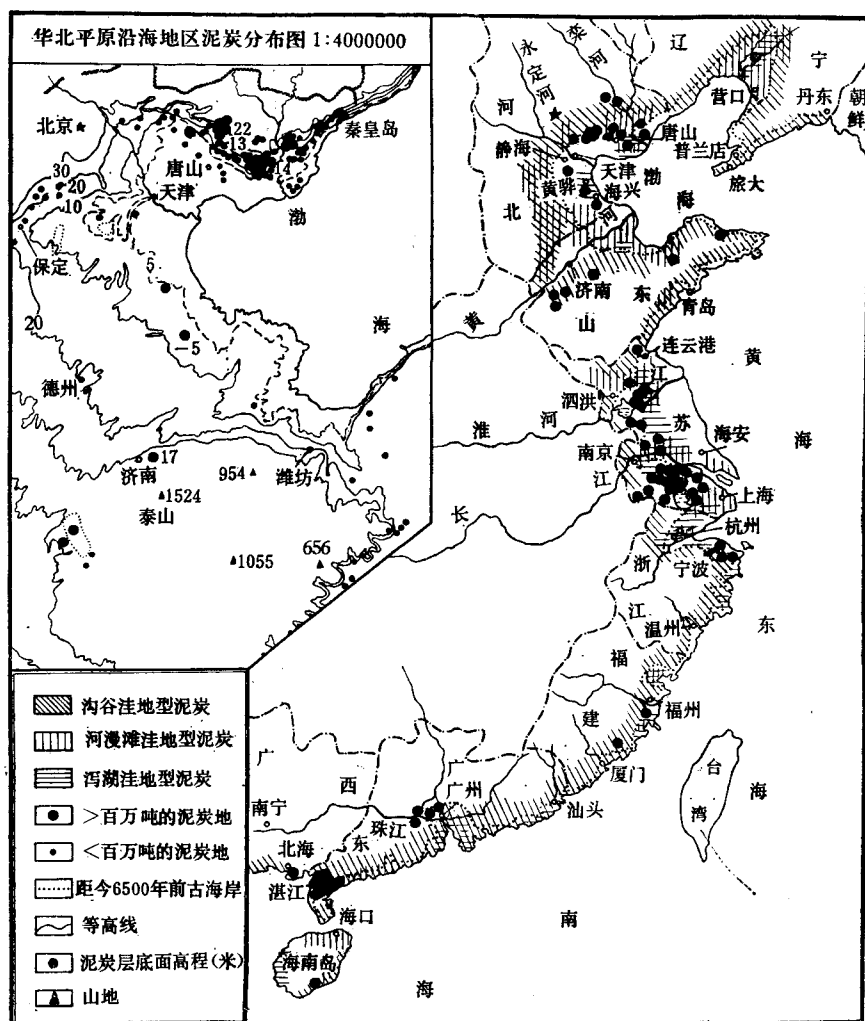 华北平原沿海地区泥炭分布图 1:4000000
北京
22
13
14
秦皇岛
唐山
天津
渤
30
20
10
保定
5
-5
海
20
德州
济南
17
954
潍坊
1524
泰山
1055
656
沟谷洼地型泥炭
河漫滩洼地型泥炭
泻湖洼地型泥炭
>百万吨的泥炭地
<百万吨的泥炭地
距今6500年前古海岸
等高线
泥炭层底面高程(米)
山地
滦河
永定河
辽
宁
朝鲜
营口
丹东
河
北
唐山
普兰店
旅大
静海
天津
渤
海
黄骅
海兴
河
济南
山
东
青岛
黄
连云港
黄
海
泗洪
江
苏
淮
河
海安
南京
江
长
上海
杭州
浙
江
宁波
温州
东
海
福
建
福州
厦门
台
湾
广
西
广
东
南宁
广州
珠江
汕头
北海
湛江
海口
海南岛
南
海